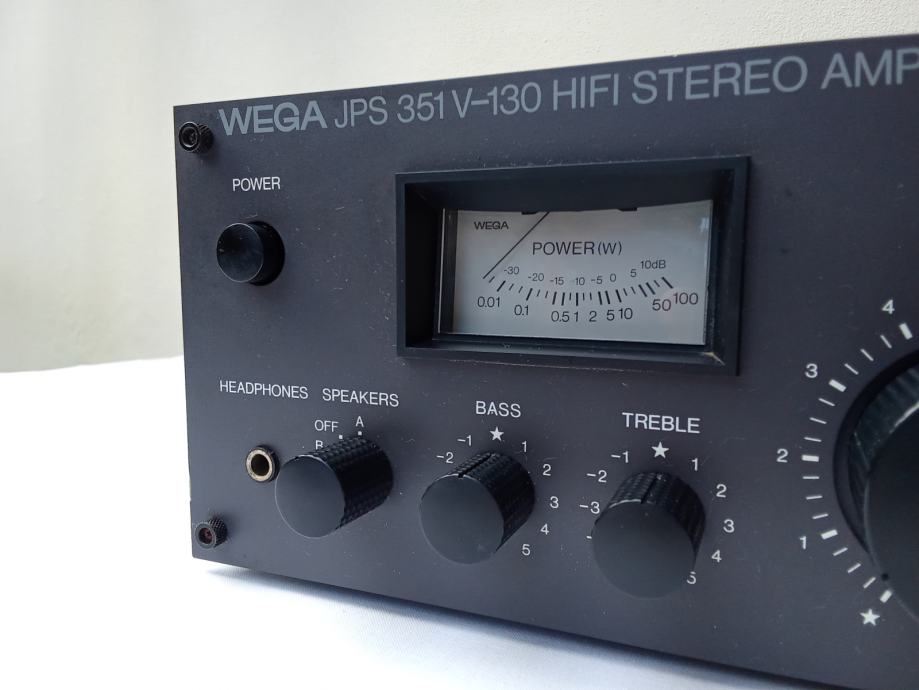 WEGA JPS 351 V-130 HIFI STEREO AMP
POWER
WEGA
POWER (W)
-30 -20 -15 -10 -5 0 5 10dB
0.01 0.1 0.5 1 2 5 10 50 100
HEADPHONES SPEAKERS
OFF A
B
BASS
-2 -1 ★ 1 2 3 4 5
TREBLE
-3 -2 -1 ★ 1 2 3 4 5
★ 1 2 3 4